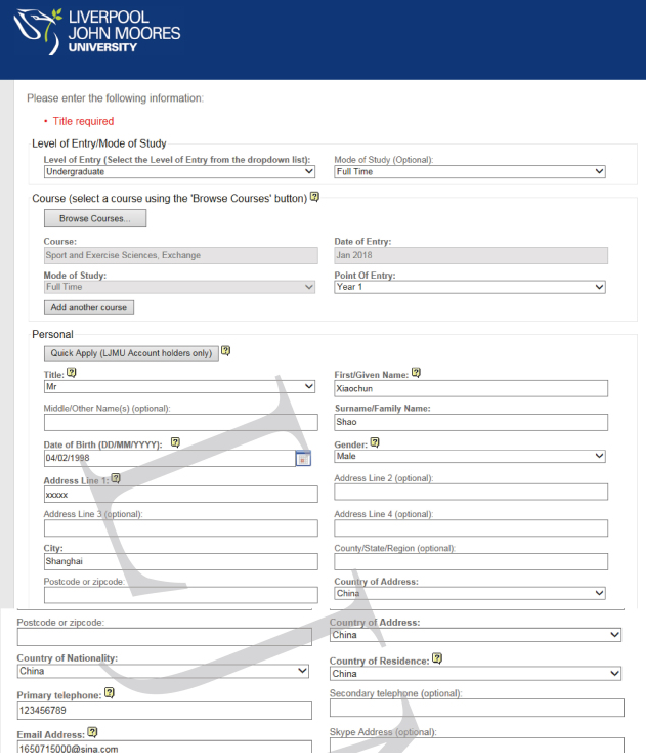 LIVERPOOL
JOHN MOORES
UNIVERSITY
Please enter the following information:
• Title required
Level of Entry/Mode of Study
Level of Entry (Select the Level of Entry from the dropdown list): Mode of Study (Optional):
Undergraduate Full Time
Course (select a course using the "Browse Courses' button) ?
Browse Courses...
Course: Date of Entry:
Sport and Exercise Sciences, Exchange Jan 2018
Mode of Study: Point Of Entry:
Full Time Year 1
Add another course
Personal
Quick Apply (LJMU Account holders only) ?
Title: ? First/Given Name: ?
Mr Xiaochun
Middle/Other Name(s) (optional): Surname/Family Name:
Shao
Date of Birth (DD/MM/YYYY): ? Gender: ?
04/02/1998 Male
Address Line 1: ? Address Line 2 (optional):
xxxxx
Address Line 3 (optional): Address Line 4 (optional):
City: County/State/Region (optional):
Shanghai
Postcode or zipcode: Country of Address:
China
Postcode or zipcode: Country of Address:
China
Country of Nationality: Country of Residence: ?
China China
Primary telephone: ? Secondary telephone (optional):
123456789
Email Address: ? Skype Address (optional):
1650715000@sina.com